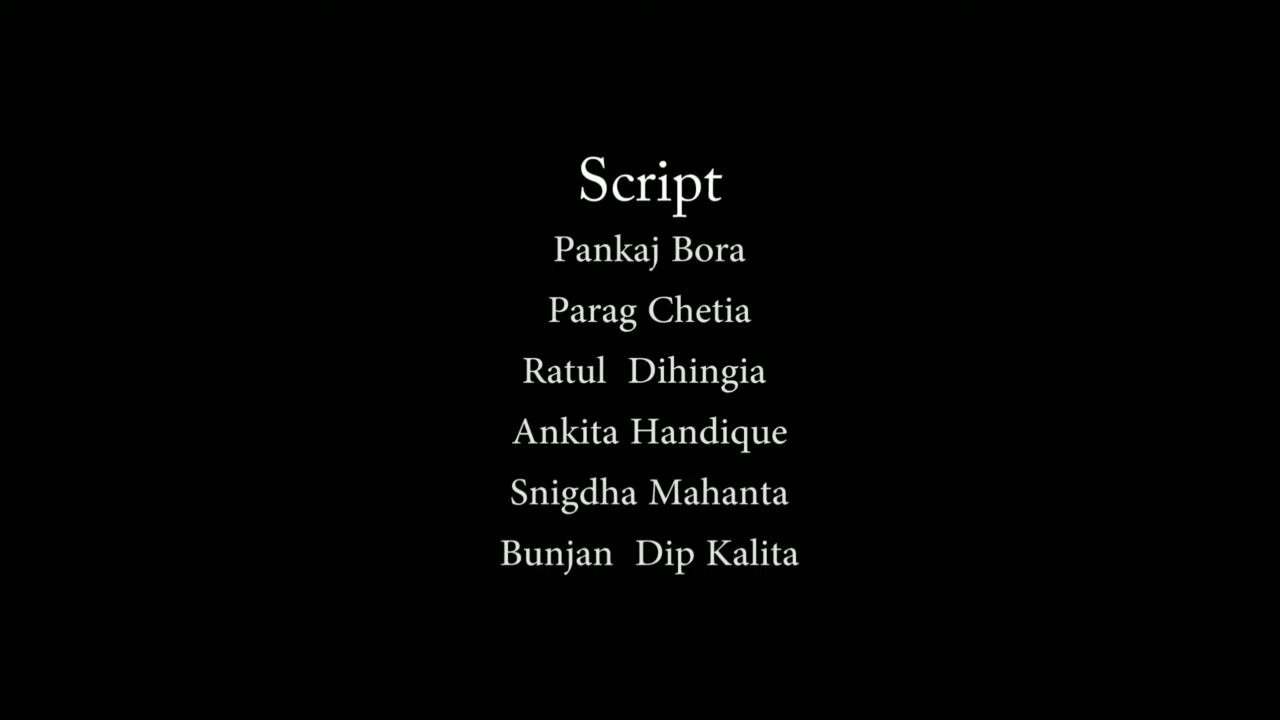 Script
Pankaj Bora
Parag Chetia
Ratul  Dihingia
Ankita Handique
Snigdha Mahanta
Bunjan  Dip Kalita